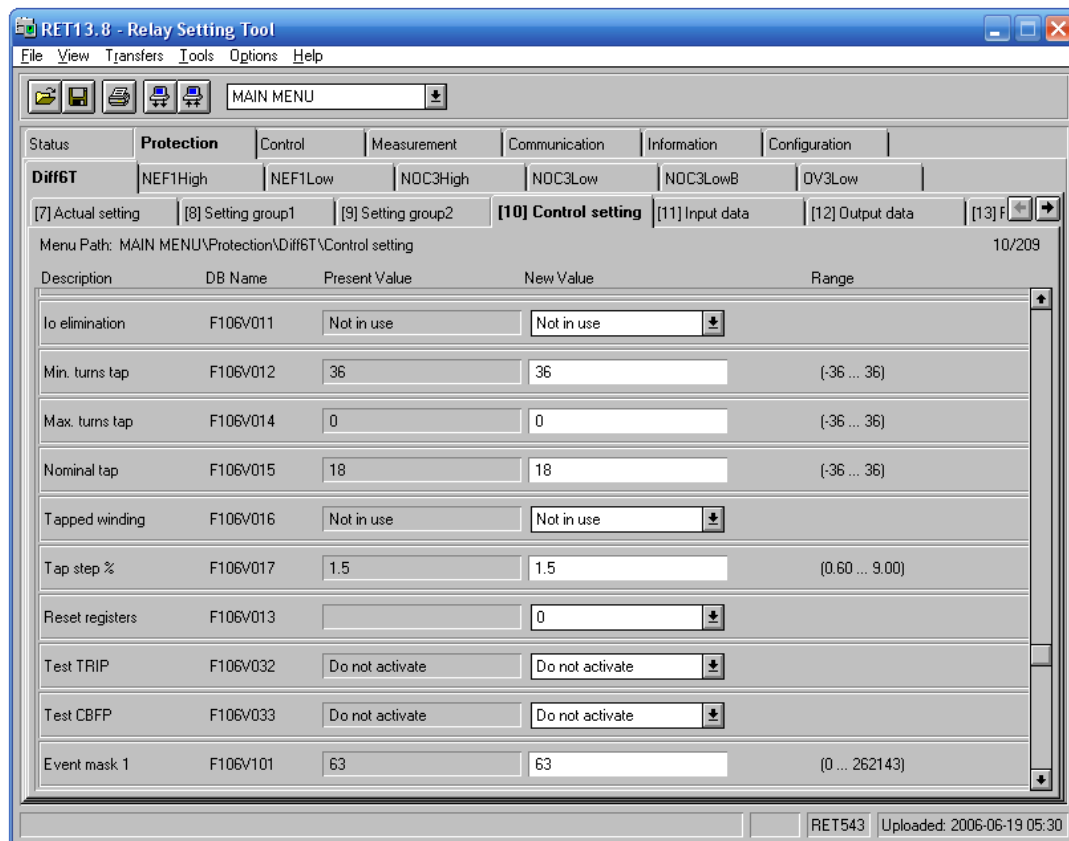 RET13.8 - Relay Setting Tool
File View Transfers Tools Options Help
MAIN MENU
Status Protection Control Measurement Communication Information Configuration
Diff6T NEF1High NEF1Low NOC3High NOC3Low NOC3LowB OV3Low
[7] Actual setting [8] Setting group1 [9] Setting group2 [10] Control setting [11] Input data [12] Output data [13] F
Menu Path: MAIN MENU\Protection\Diff6T\Control setting 10/209
Description DB Name Present Value New Value Range
Io elimination F106V011 Not in use Not in use
Min. turns tap F106V012 36 36 (-36 ... 36)
Max. turns tap F106V014 0 0 (-36 ... 36)
Nominal tap F106V015 18 18 (-36 ... 36)
Tapped winding F106V016 Not in use Not in use
Tap step % F106V017 1.5 1.5 (0.60 ... 9.00)
Reset registers F106V013 0
Test TRIP F106V032 Do not activate Do not activate
Test CBFP F106V033 Do not activate Do not activate
Event mask 1 F106V101 63 63 (0 ... 262143)
RET543 Uploaded: 2006-06-19 05:30